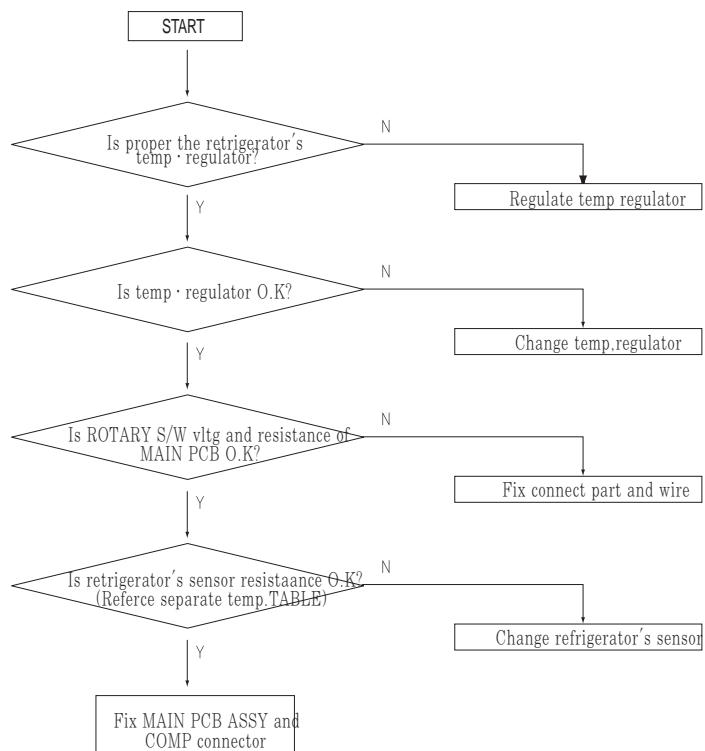 START
Is proper the retrigerator's
temp · regulator?
N
Regulate temp regulator
Y
Is temp · regulator O.K?
N
Change temp,regulator
Y
Is ROTARY S/W vltg and resistance of
MAIN PCB O.K?
N
Fix connect part and wire
Y
Is retrigerator's sensor resistaance O.K?
(Referce separate temp.TABLE)
N
Change refrigerator's sensor
Y
Fix MAIN PCB ASSY and
COMP connector